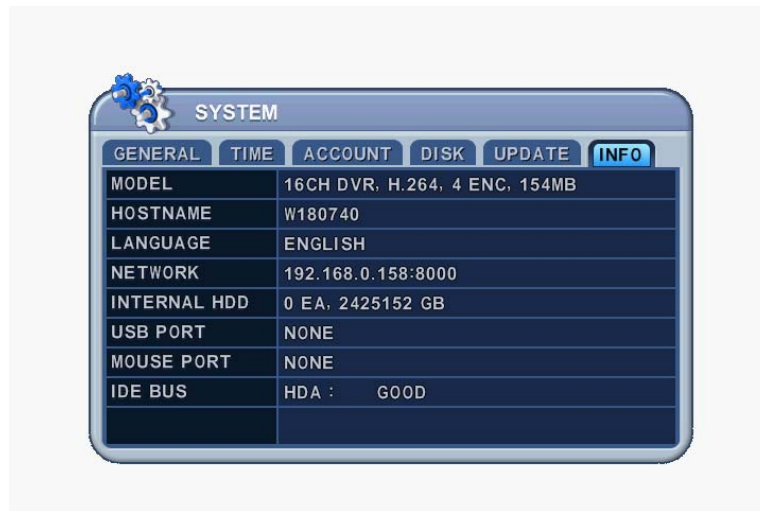 SYSTEM
GENERAL TIME ACCOUNT DISK UPDATE INFO
MODEL 16CH DVR, H.264, 4 ENC, 154MB
HOSTNAME W180740
LANGUAGE ENGLISH
NETWORK 192.168.0.158:8000
INTERNAL HDD 0 EA, 2425152 GB
USB PORT NONE
MOUSE PORT NONE
IDE BUS HDA : GOOD